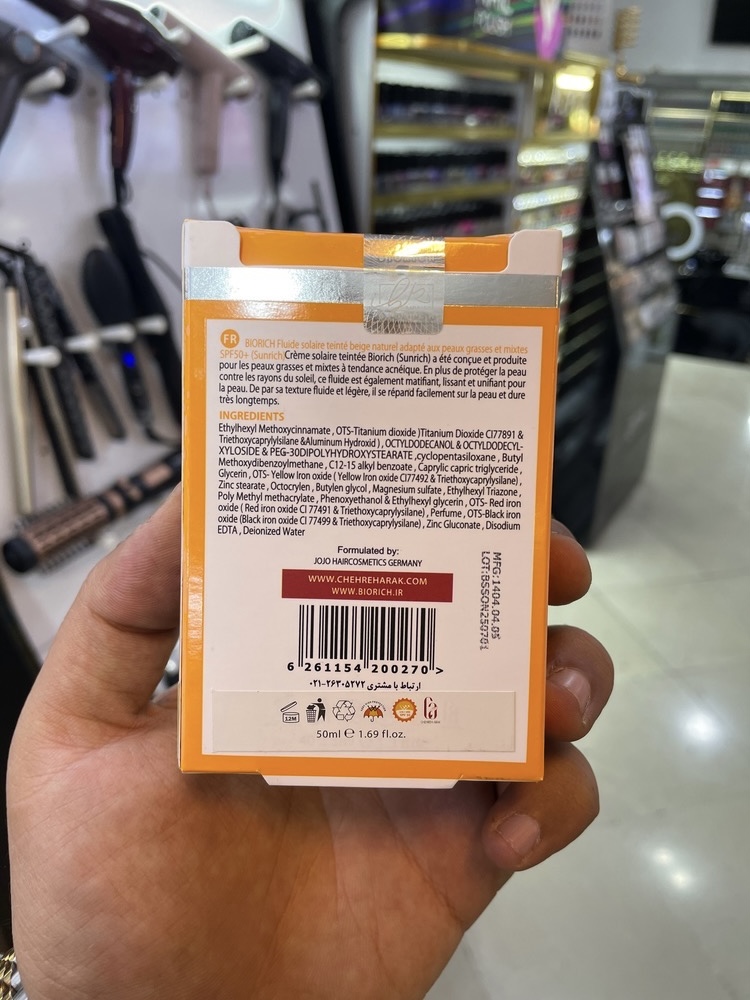 FR BIORICH Fluide solaire teinté beige naturel adapté aux peaux grasses et mixtes
SPF50+ (Sunrich)Crème solaire teintée Biorich (Sunrich) a été conçue et produite
pour les peaux grasses et mixtes à tendance acnéique. En plus de protéger la peau
contre les rayons du soleil, ce fluide est également matifiant, lissant et unifiant pour
la peau. De par sa texture fluide et légère, il se répand facilement sur la peau et dure
très longtemps.
INGREDIENTS
Ethylhexyl Methoxycinnamate , OTS-Titanium dioxide )Titanium Dioxide CI77891 &
Triethoxycaprylylsilane &Aluminum Hydroxid ) , OCTYLDODECANOL & OCTYLDODECYL-
XYLOSIDE & PEG-30DIPOLYHYDROXYSTEARATE ,cyclopentasiloxane , Butyl
Methoxydibenzoylmethane , C12-15 alkyl benzoate , Caprylic capric triglyceride ,
Glycerin , OTS- Yellow Iron oxide ( Yellow Iron oxide CI77492 & Triethoxycaprylysilane) ,
Zinc stearate , Octocrylen , Butylen glycol , Magnesium sulfate , Ethylhexyl Triazone ,
Poly Methyl methacrylate , Phenoxyethanol & Ethylhexyl glycerin , OTS- Red iron
oxide ( Red iron oxide CI 77491 & Triethoxycaprylysilan) , Perfume , OTS-Black iron
oxide (Black iron oxide CI 77499 & Triethoxycaprylysilan) , Zinc Gluconate , Disodium
EDTA , Deionized Water
Formulated by:
JOJO HAIRCOSMETICS GERMANY
WWW.CHEHREHARAK.COM
WWW.BIORICH.IR
MFG:1404.04.05
LOT:BSSON250701
6 261154 200270 >
ارتباط با مشتری ۲۶۳۰۵۲۷۲-۰۲۱
12M
50ml e 1.69 fl.oz.